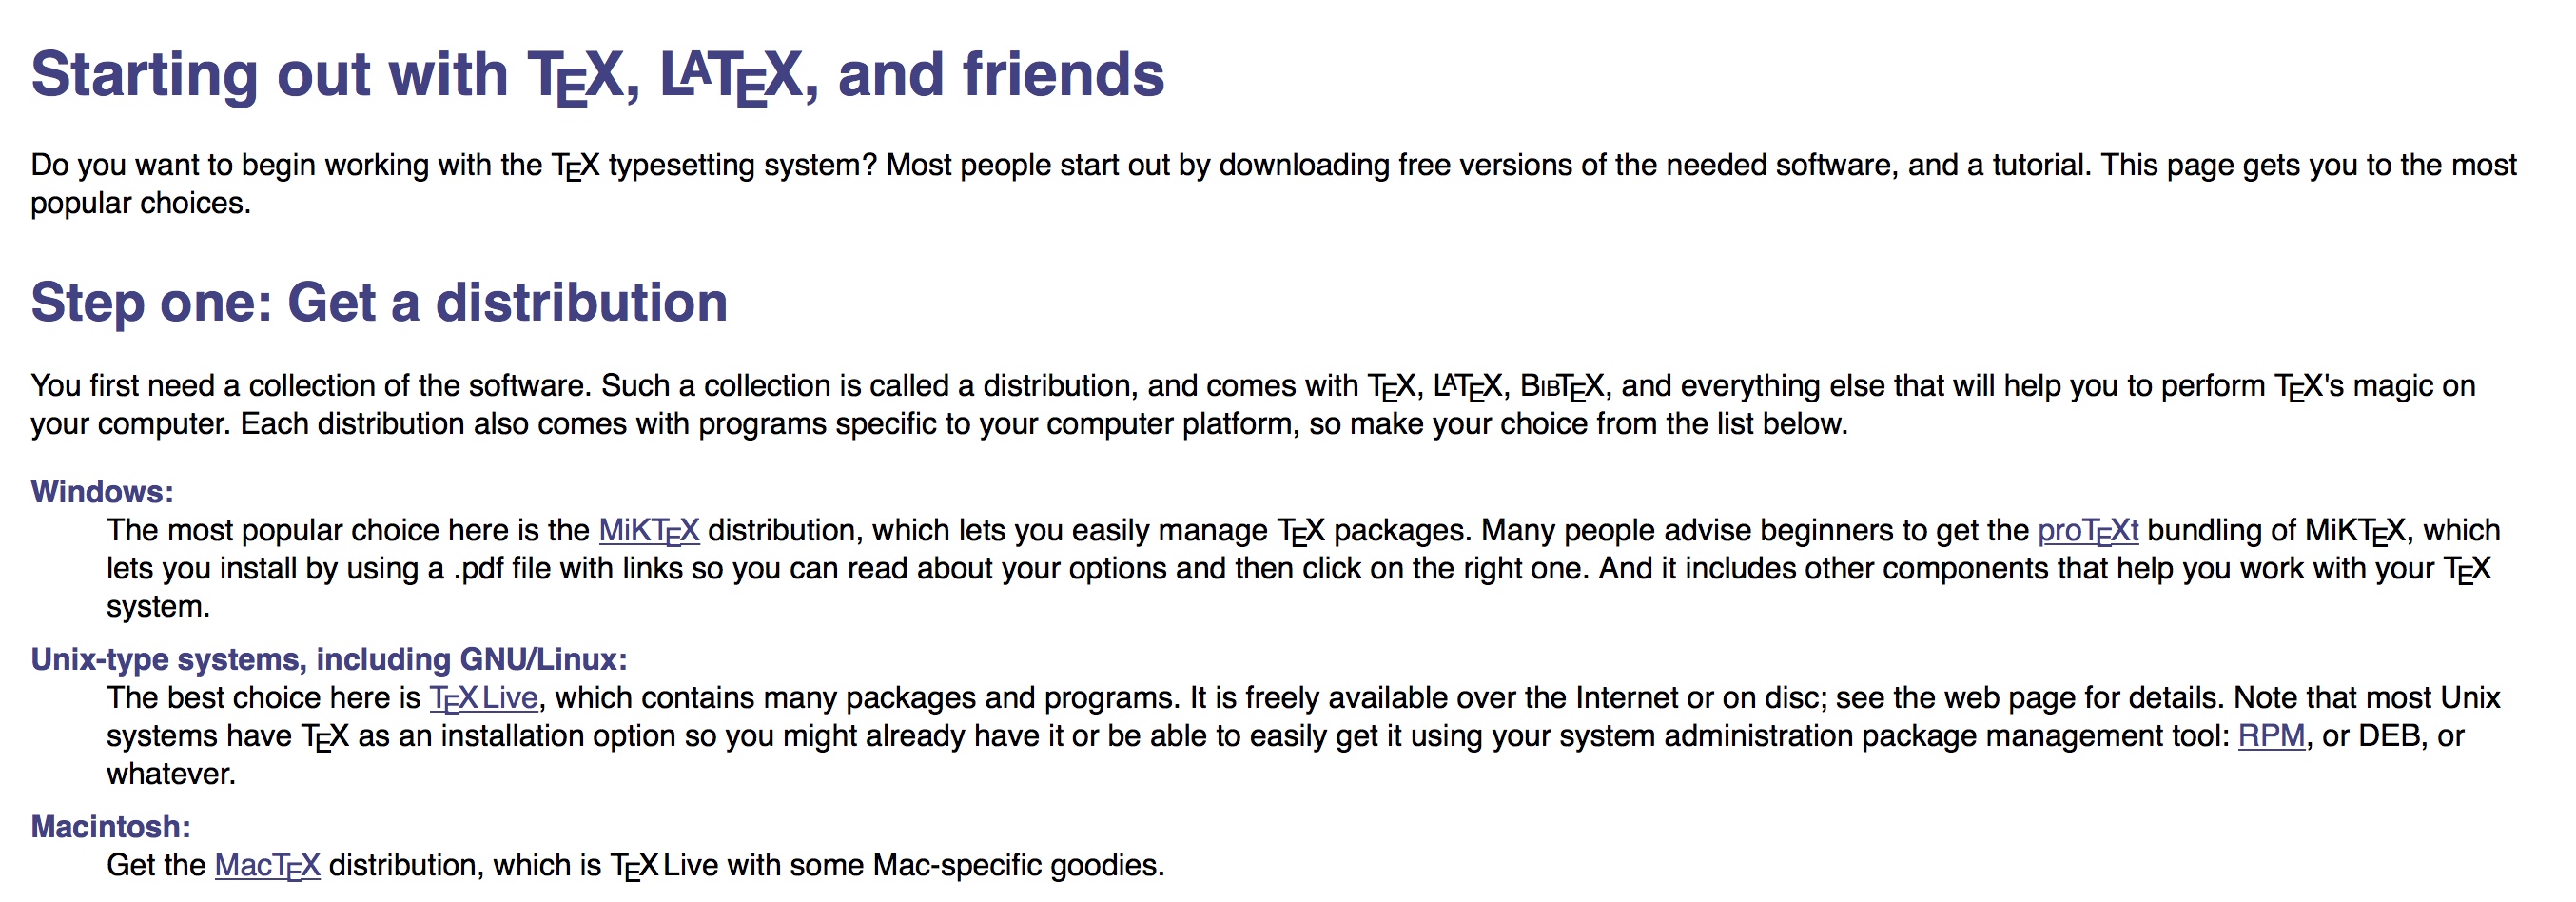 Starting out with TEX, LATEX, and friends
Do you want to begin working with the TEX typesetting system? Most people start out by downloading free versions of the needed software, and a tutorial. This page gets you to the most
popular choices.
Step one: Get a distribution
You first need a collection of the software. Such a collection is called a distribution, and comes with TEX, LATEX, BIBTEX, and everything else that will help you to perform TEX's magic on
your computer. Each distribution also comes with programs specific to your computer platform, so make your choice from the list below.
Windows:
The most popular choice here is the MiKTEX distribution, which lets you easily manage TEX packages. Many people advise beginners to get the proTEXt bundling of MiKTEX, which
lets you install by using a .pdf file with links so you can read about your options and then click on the right one. And it includes other components that help you work with your TEX
system.
Unix-type systems, including GNU/Linux:
The best choice here is TEX Live, which contains many packages and programs. It is freely available over the Internet or on disc; see the web page for details. Note that most Unix
systems have TEX as an installation option so you might already have it or be able to easily get it using your system administration package management tool: RPM, or DEB, or
whatever.
Macintosh:
Get the MacTEX distribution, which is TEX Live with some Mac-specific goodies.